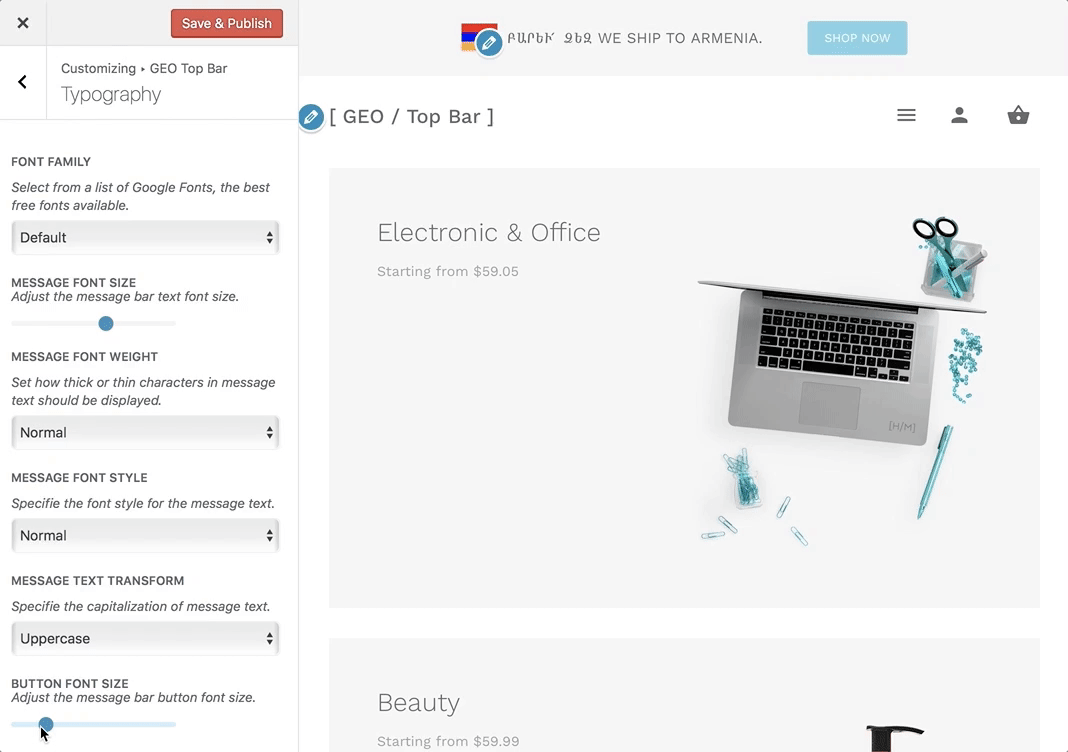 Save & Publish
Customizing ▸ GEO Top Bar
Typography
FONT FAMILY
Select from a list of Google Fonts, the best
free fonts available.
Default
MESSAGE FONT SIZE
Adjust the message bar text font size.
MESSAGE FONT WEIGHT
Set how thick or thin characters in message
text should be displayed.
Normal
MESSAGE FONT STYLE
Specifie the font style for the message text.
Normal
MESSAGE TEXT TRANSFORM
Specifie the capitalization of message text.
Uppercase
BUTTON FONT SIZE
Adjust the message bar button font size.
ԲԱՐԵՒ ՁԵԶ WE SHIP TO ARMENIA.
SHOP NOW
[ GEO / Top Bar ]
Electronic & Office
Starting from $59.05
[H/M]
Beauty
Starting from $59.99